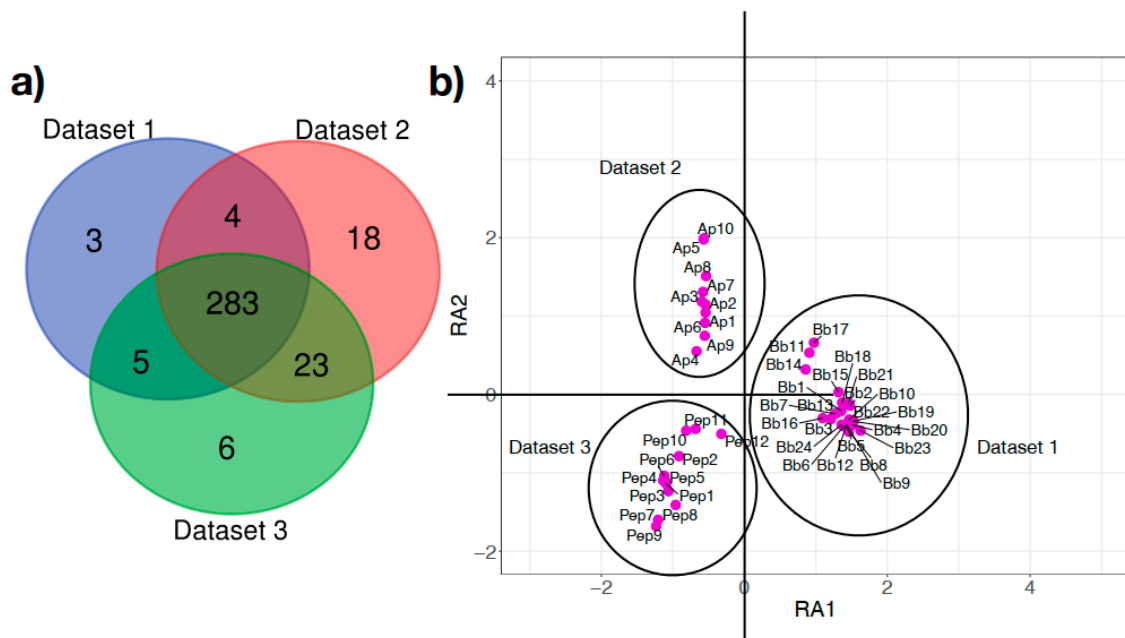 a)
Dataset 1
Dataset 2
3
4
18
283
5
23
6
Dataset 3
b)
RA2
4
2
0
−2
Dataset 2
Ap10
Ap5
Ap8
Ap7
Ap3
Ap2
Ap6
Ap1
Ap9
Ap4
Bb17
Bb11
Bb18
Bb14
Bb15
Bb21
Bb1
Bb2
Bb10
Bb7
Bb13
Bb22
Bb19
Bb16
Bb3
Bb4
Bb20
Bb24
Bb5
Bb23
Bb6
Bb12
Bb8
Bb9
Dataset 1
Dataset 3
Pep11
Pep10
Pep12
Pep6
Pep2
Pep4
Pep5
Pep3
Pep1
Pep7
Pep8
Pep9
−2
0
2
4
RA1